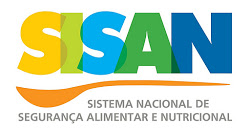 SISAN
SISTEMA NACIONAL DE
SEGURANÇA ALIMENTAR E NUTRICIONAL